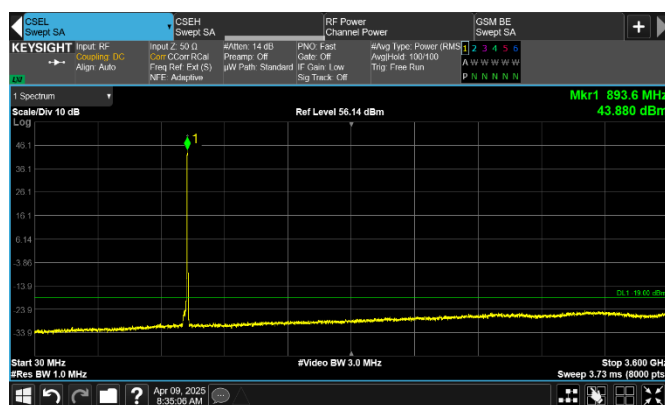 CSEL
Swept SA
CSEH
Swept SA
RF Power
Channel Power
GSM BE
Swept SA
+
KEYSIGHT
Input: RF
Coupling: DC
Align: Auto
Input Z: 50 Ω
Corr CCorr RCal
Freq Ref: Ext (S)
NFE: Adaptive
#Atten: 14 dB
Preamp: Off
µW Path: Standard
PNO: Fast
Gate: Off
IF Gain: Low
Sig Track: Off
#Avg Type: Power (RMS)
Avg|Hold: 100/100
Trig: Free Run
1 2 3 4 5 6
A W W W W W
P N N N N N
1 Spectrum
Scale/Div 10 dB
Ref Level 56.14 dBm
Mkr1 893.6 MHz
43.880 dBm
Log
1
46.1
36.1
26.1
16.1
6.14
-3.86
-13.9
-23.9
-33.9
DL1 -19.00 dBm
Start 30 MHz
#Video BW 3.0 MHz
Stop 3.600 GHz
#Res BW 1.0 MHz
Sweep 3.73 ms (8000 pts)
?
Apr 09, 2025
8:35:06 AM